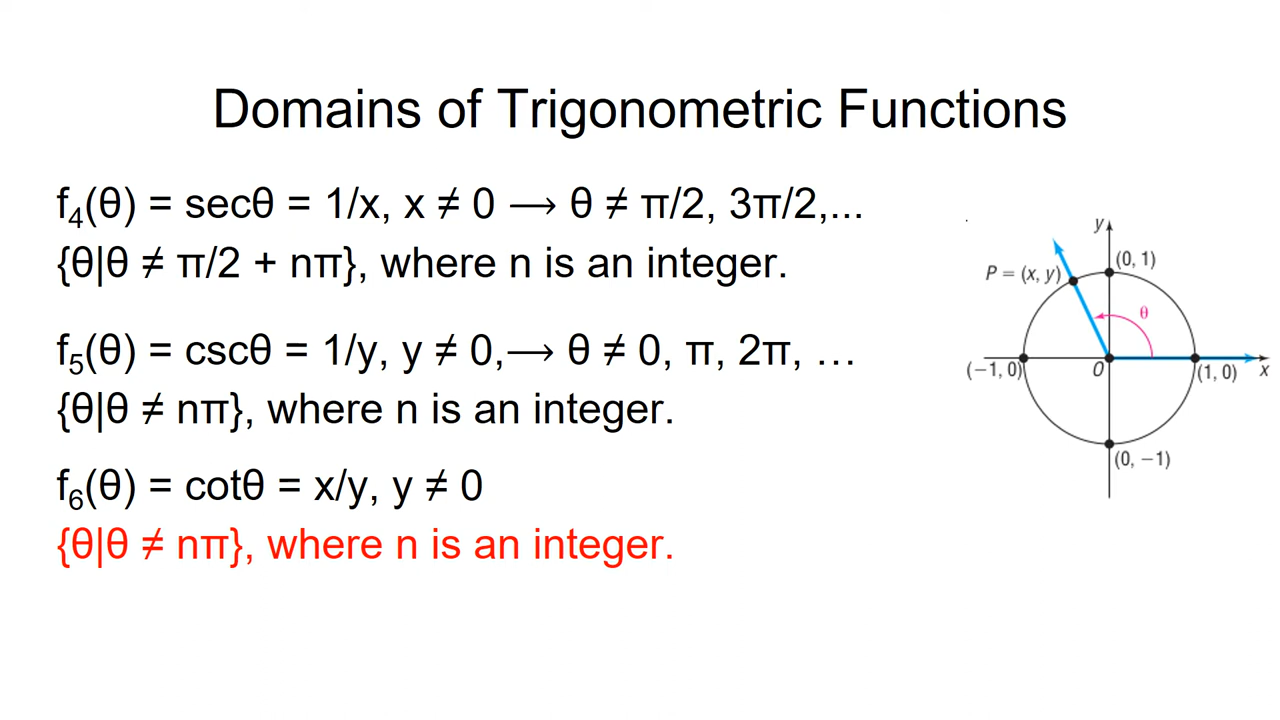 Domains of Trigonometric Functions
f₄(θ) = secθ = 1/x, x ≠ 0 ⟶ θ ≠ π/2, 3π/2,...
{θ|θ ≠ π/2 + nπ}, where n is an integer.
f₅(θ) = cscθ = 1/y, y ≠ 0,⟶ θ ≠ 0, π, 2π, …
{θ|θ ≠ nπ}, where n is an integer.
f₆(θ) = cotθ = x/y, y ≠ 0
{θ|θ ≠ nπ}, where n is an integer.
y
(0, 1)
P = (x, y)
θ
(−1, 0)
O
(1, 0)
x
(0, −1)